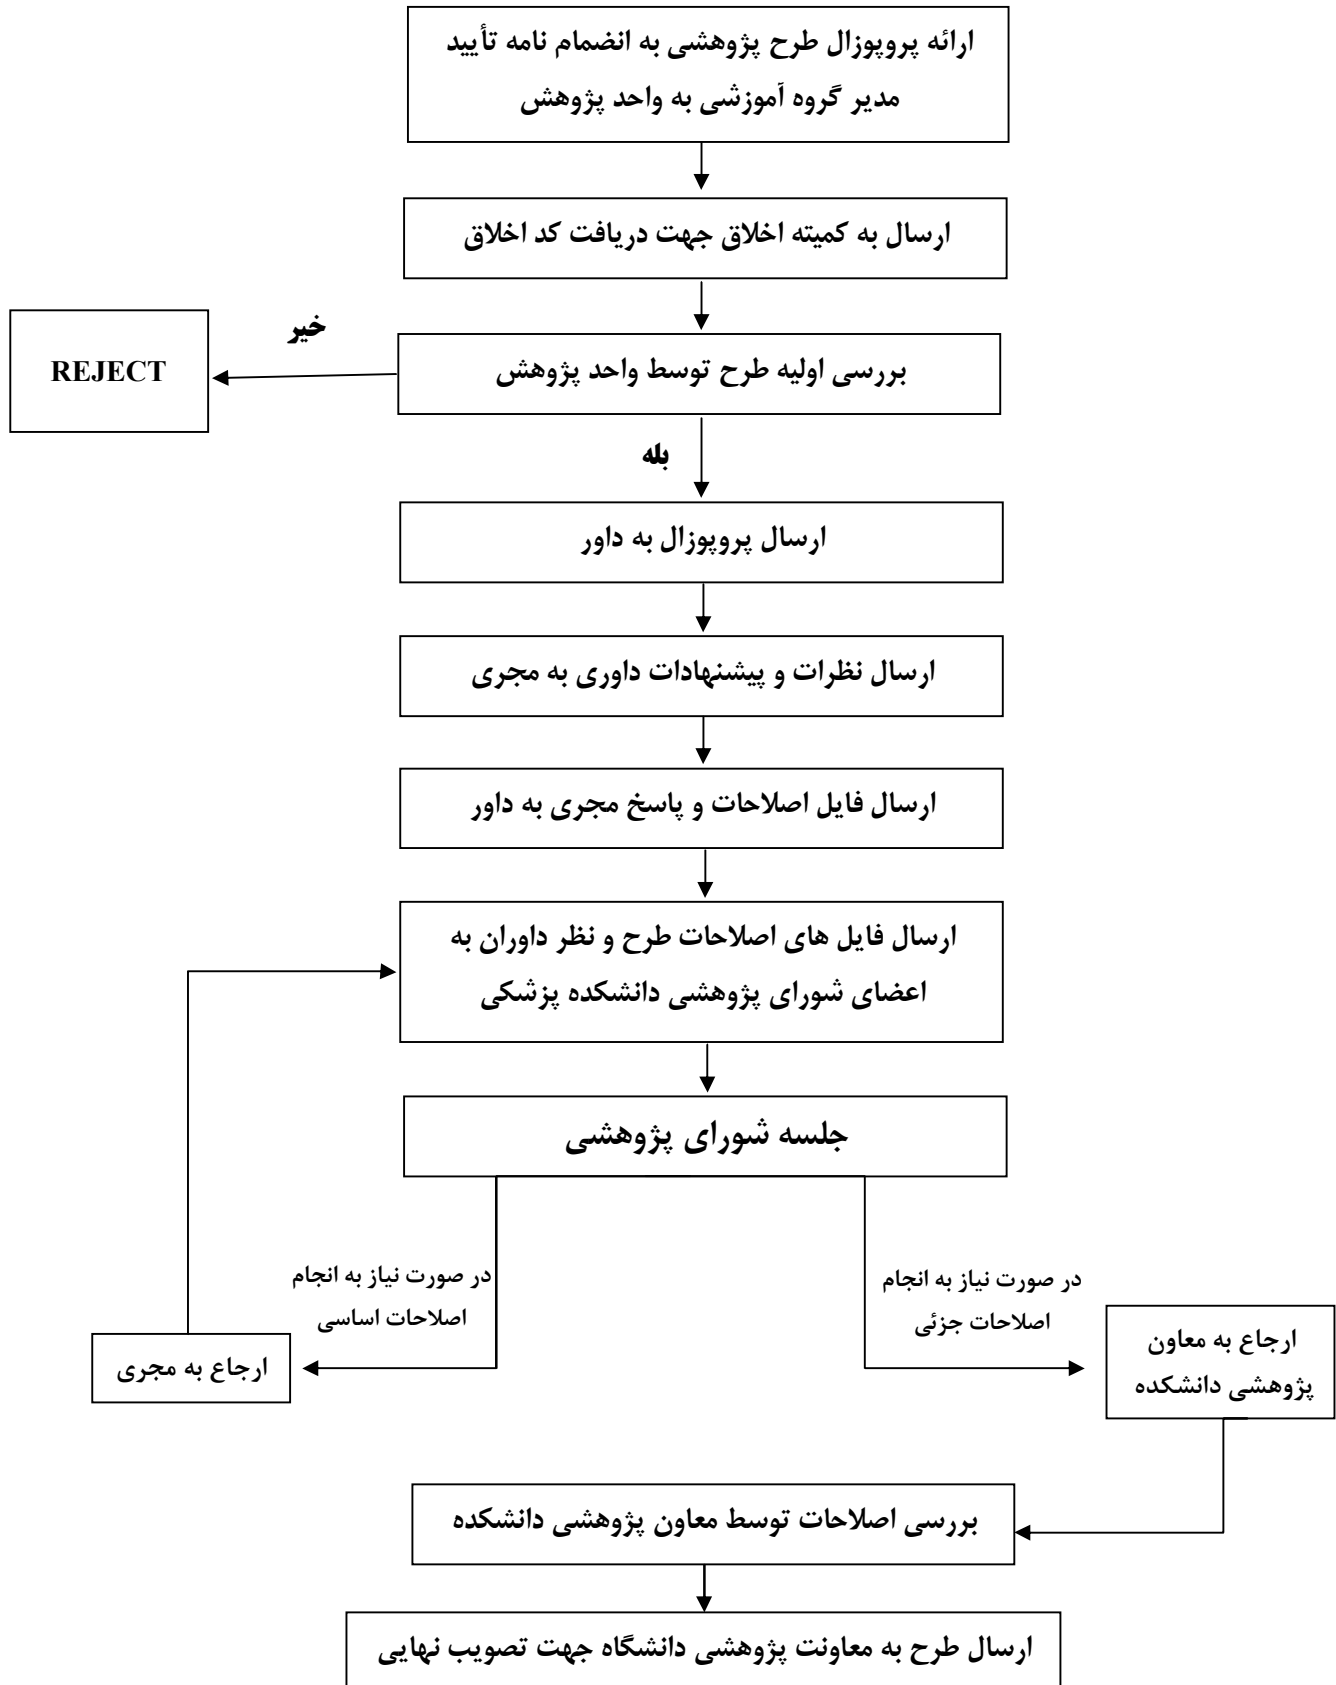 ارائه پروپوزال طرح پژوهشی به انضمام نامه تأیید
مدیر گروه آموزشی به واحد پژوهش
ارسال به کمیته اخلاق جهت دریافت کد اخلاق
خیر
REJECT
بررسی اولیه طرح توسط واحد پژوهش
بله
ارسال پروپوزال به داور
ارسال نظرات و پیشنهادات داوری به مجری
ارسال فایل اصلاحات و پاسخ مجری به داور
ارسال فایل های اصلاحات طرح و نظر داوران به
اعضای شورای پژوهشی دانشکده پزشکی
جلسه شورای پژوهشی
در صورت نیاز به انجام
اصلاحات جزئی
در صورت نیاز به انجام
اصلاحات اساسی
ارجاع به معاون
پژوهشی دانشکده
ارجاع به مجری
بررسی اصلاحات توسط معاون پژوهشی دانشکده
ارسال طرح به معاونت پژوهشی دانشگاه جهت تصویب نهایی